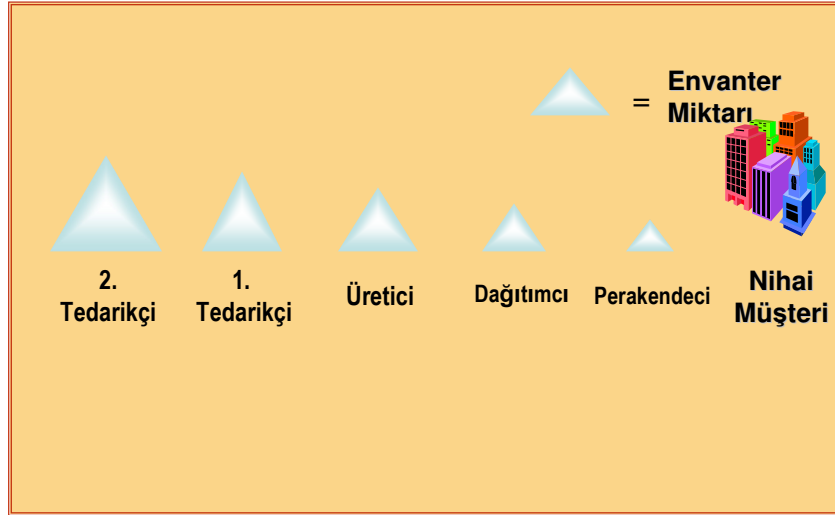 = Envanter
Miktarı
2.
Tedarikçi
1.
Tedarikçi
Üretici
Dağıtımcı
Perakendeci
Nihai
Müşteri